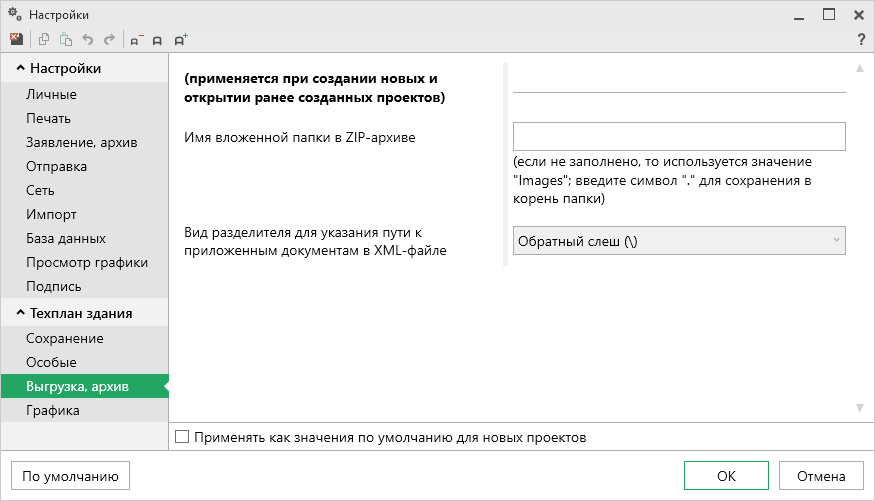 Настройки
?
Настройки
Личные
Печать
Заявление, архив
Отправка
Сеть
Импорт
База данных
Просмотр графики
Подпись
Техплан здания
Сохранение
Особые
Выгрузка, архив
Графика
(применяется при создании новых и
открытии ранее созданных проектов)
Имя вложенной папки в ZIP-архиве
(если не заполнено, то используется значение
"Images"; введите символ "." для сохранения в
корень папки)
Вид разделителя для указания пути к
приложенным документам в XML-файле
Обратный слеш (\)
Применять как значения по умолчанию для новых проектов
По умолчанию
OK
Отмена